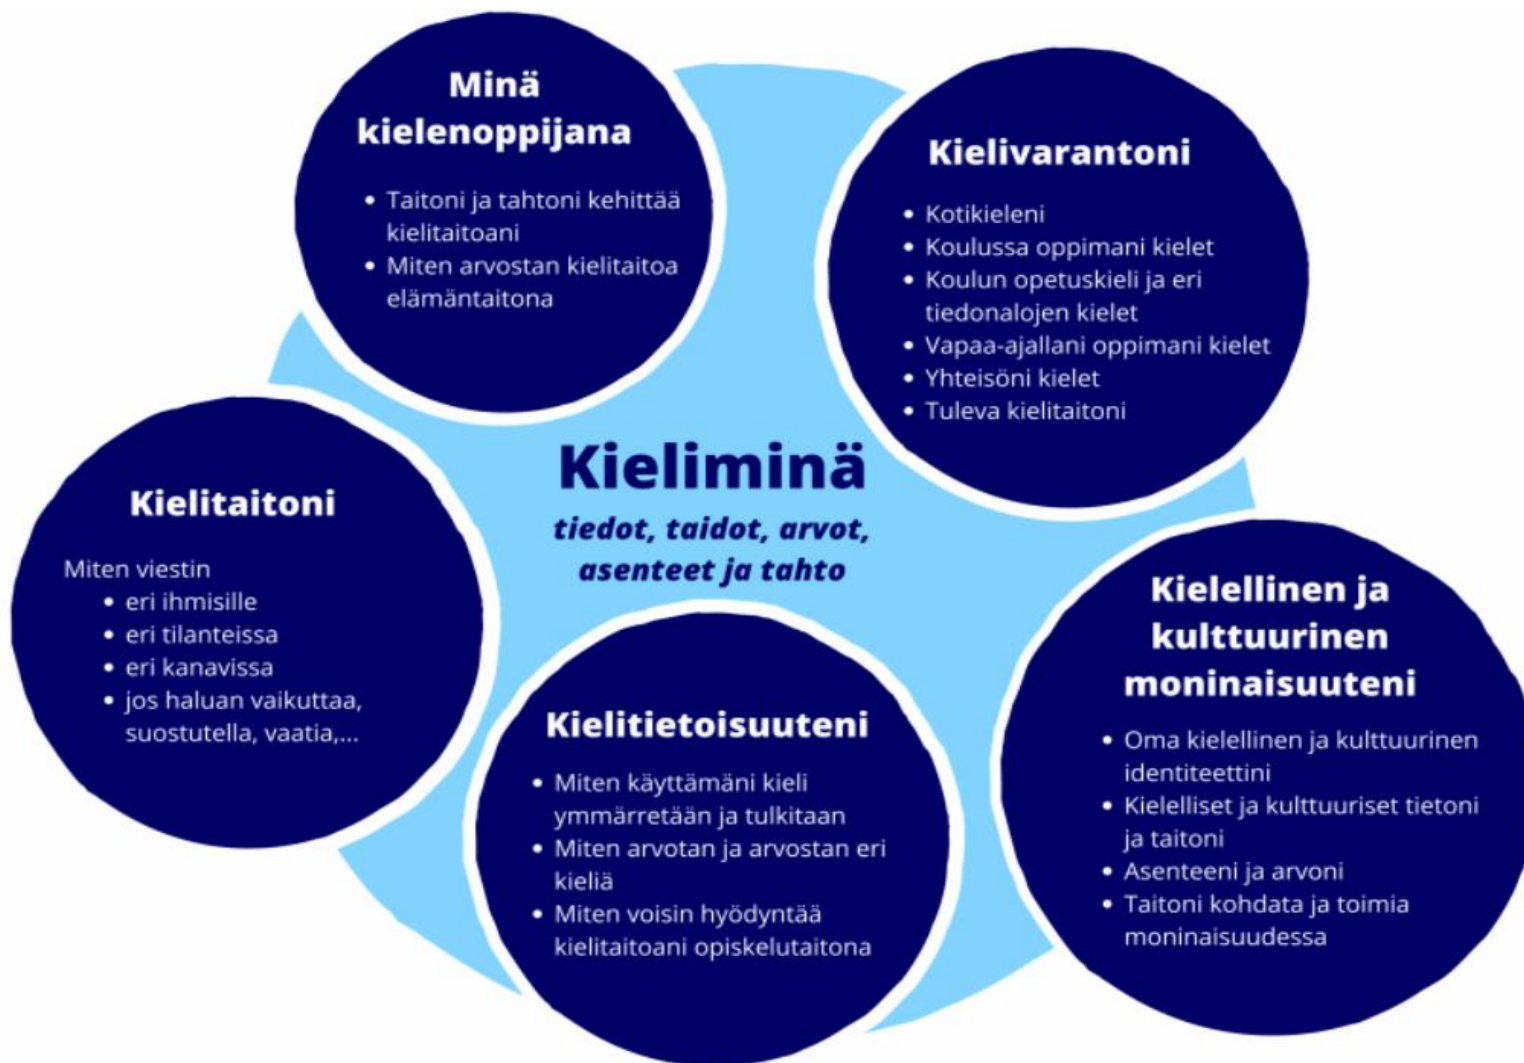 Minä
kielenoppijana
• Taitoni ja tahtoni kehittää
kielitaitoani
• Miten arvostan kielitaitoa
elämäntaitona
Kielivarantoni
• Kotikieleni
• Koulussa oppimani kielet
• Koulun opetuskieli ja eri
tiedonalojen kielet
• Vapaa-ajallani oppimani kielet
• Yhteisöni kielet
• Tuleva kielitaitoni
Kieliminä
tiedot, taidot, arvot,
asenteet ja tahto
Kielitaitoni
Miten viestin
• eri ihmisille
• eri tilanteissa
• eri kanavissa
• jos haluan vaikuttaa,
suostutella, vaatia,...
Kielitietoisuuteni
• Miten käyttämäni kieli
ymmärretään ja tulkitaan
• Miten arvotan ja arvostan eri
kieliä
• Miten voisin hyödyntää
kielitaitoani opiskelutaitona
Kielellinen ja
kulttuurinen
moninaisuuteni
• Oma kielellinen ja kulttuurinen
identiteettini
• Kielelliset ja kulttuuriset tietoni
ja taitoni
• Asenteeni ja arvoni
• Taitoni kohdata ja toimia
moninaisuudessa